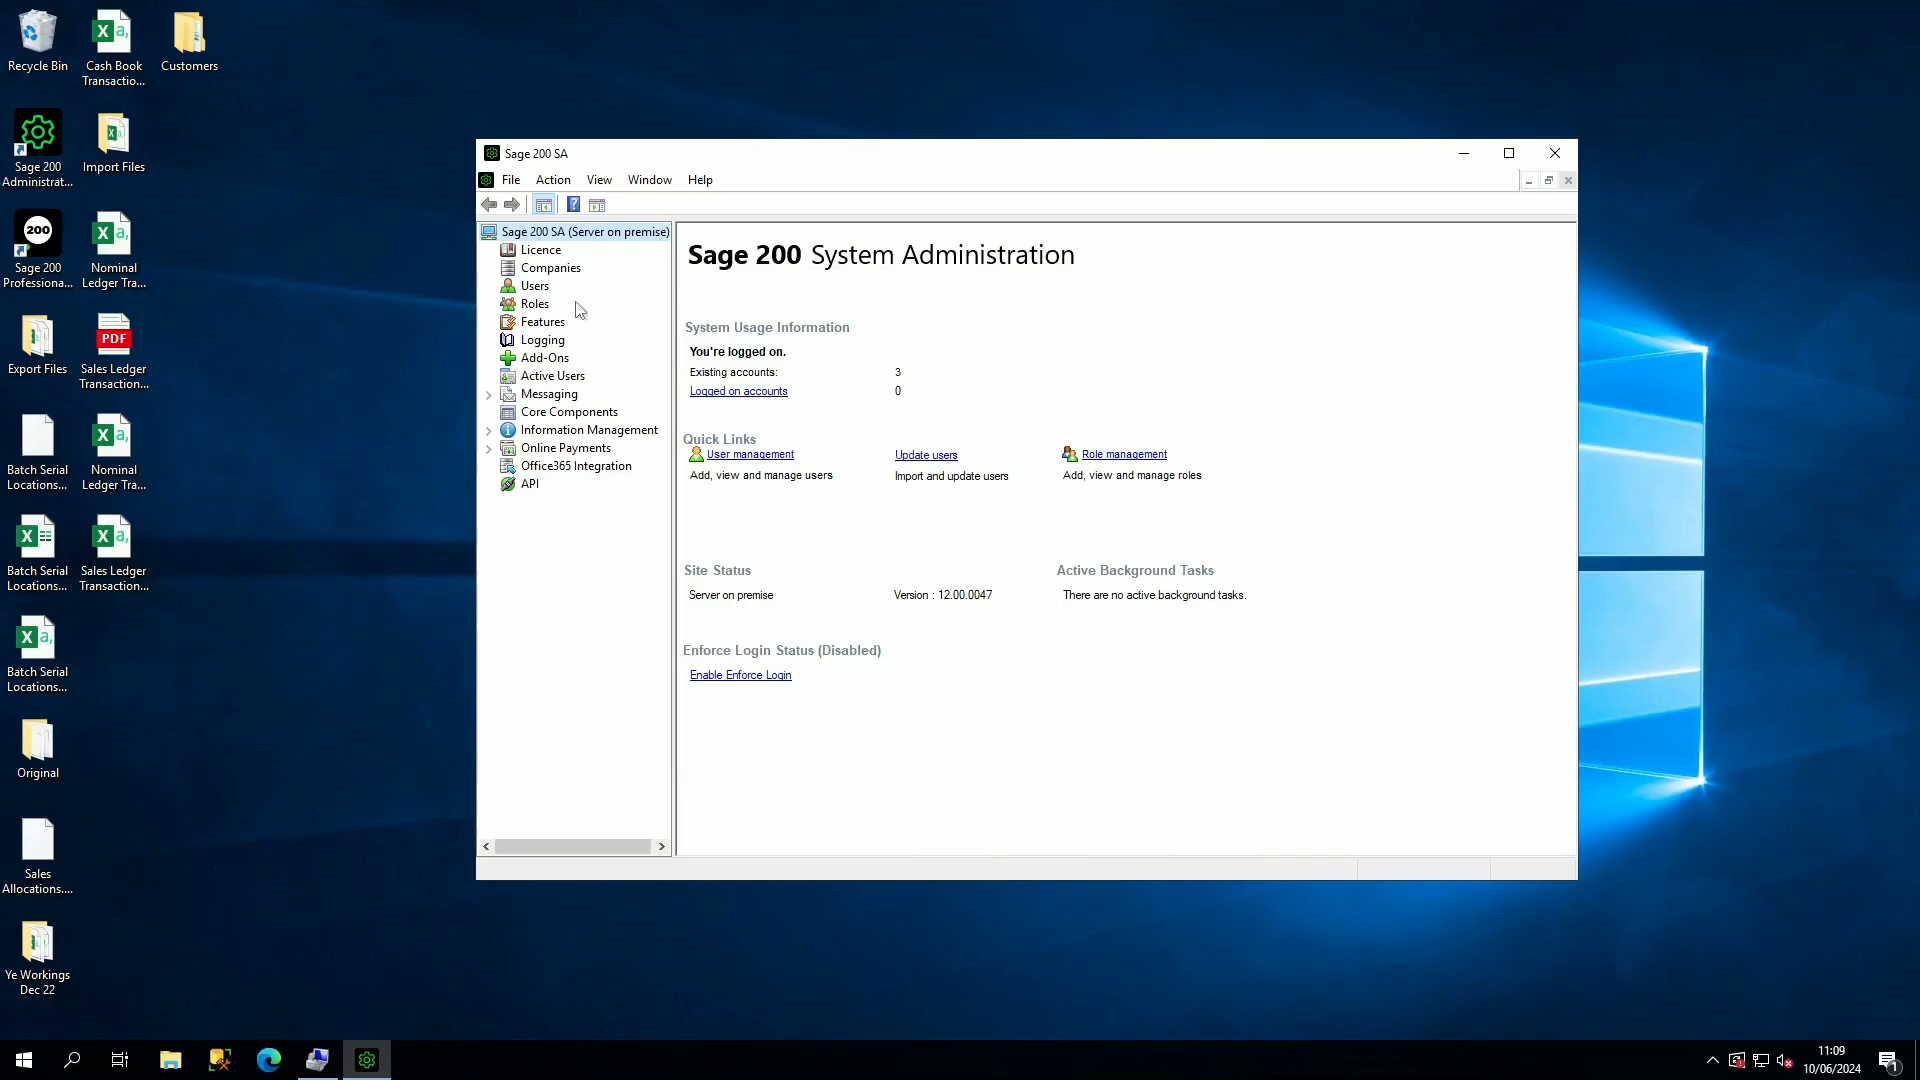 Recycle Bin
Cash Book
Transactio...
Customers
Sage 200
Administrat...
Import Files
200
Sage 200
Professiona...
Nominal
Ledger Tra...
Export Files
PDF
Sales Ledger
Transaction...
Batch Serial
Locations...
Nominal
Ledger Tra...
Batch Serial
Locations...
Sales Ledger
Transaction...
Batch Serial
Locations...
Original
Sales
Allocations....
Ye Workings
Dec 22
Sage 200 SA
File Action View Window Help
Sage 200 SA (Server on premise)
Licence
Companies
Users
Roles
Features
Logging
Add-Ons
Active Users
Messaging
Core Components
Information Management
Online Payments
Office365 Integration
API
Sage 200 System Administration
System Usage Information
You're logged on.
Existing accounts: 3
Logged on accounts 0
Quick Links
User management Update users Role management
Add, view and manage users Import and update users Add, view and manage roles
Site Status Active Background Tasks
Server on premise Version : 12.00.0047 There are no active background tasks.
Enforce Login Status (Disabled)
Enable Enforce Login
11:09
10/06/2024
1